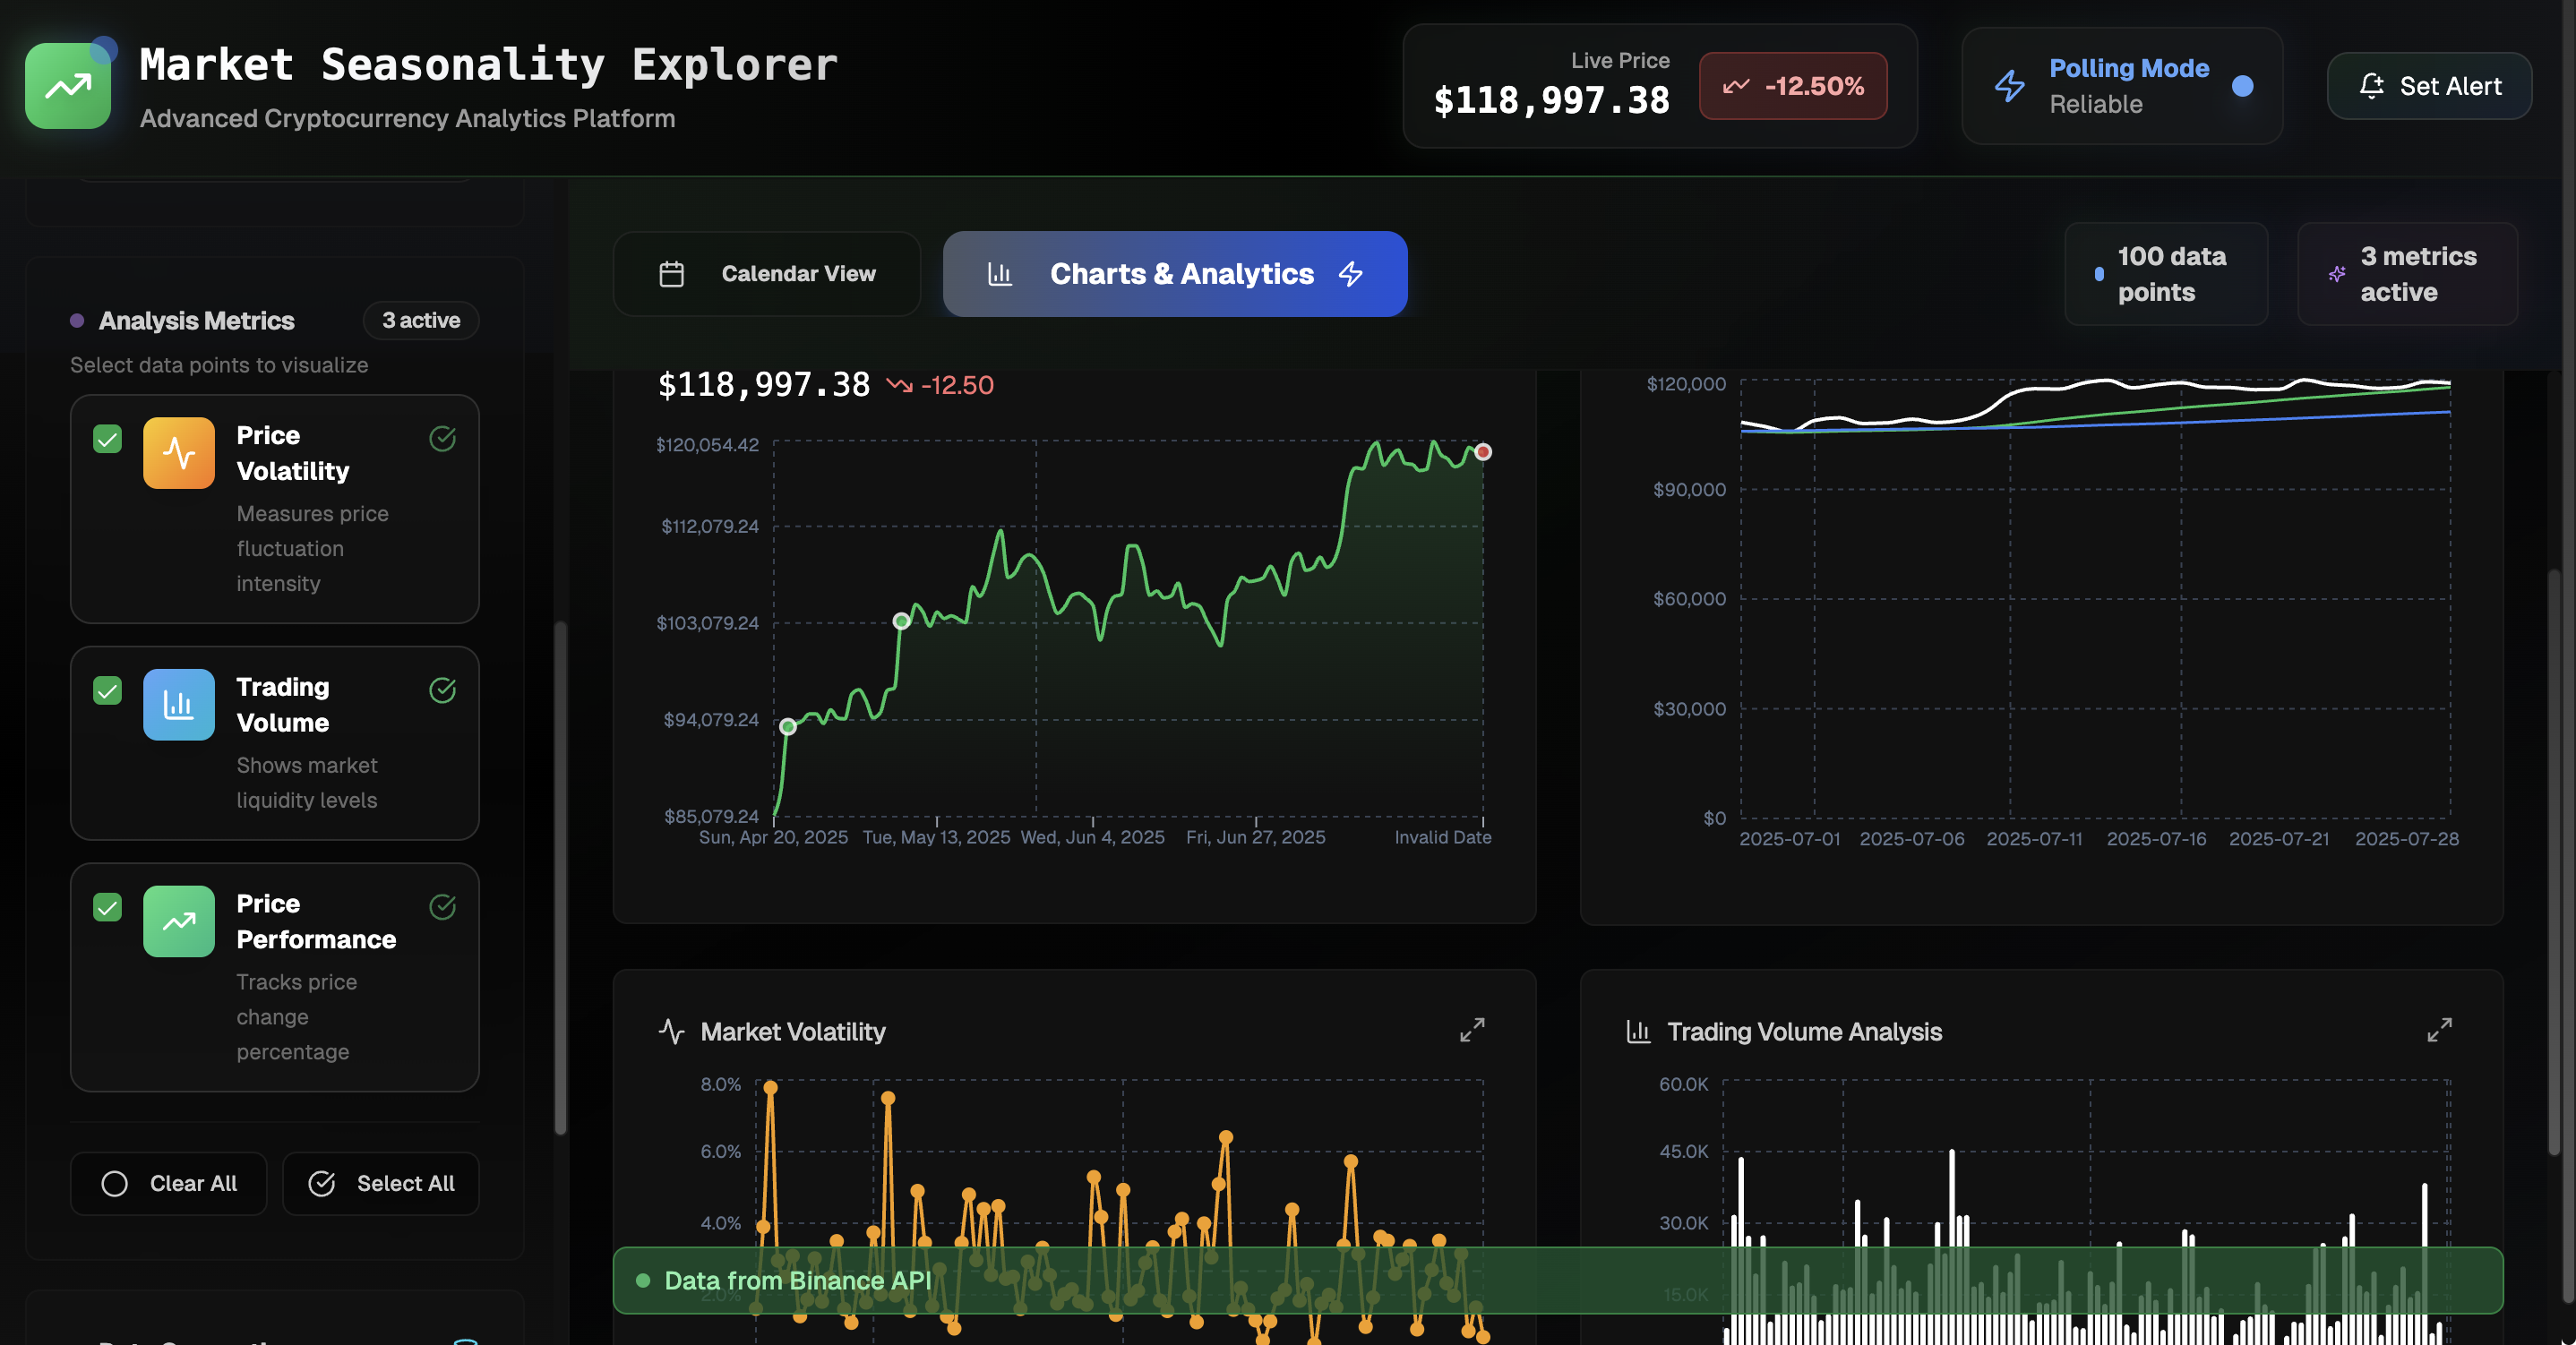 Market Seasonality Explorer
Advanced Cryptocurrency Analytics Platform
Live Price
$118,997.38
-12.50%
Polling Mode
Reliable
Set Alert
Calendar View
Charts & Analytics
100 data
points
3 metrics
active
Analysis Metrics
3 active
Select data points to visualize
Price
Volatility
Measures price
fluctuation
intensity
Trading
Volume
Shows market
liquidity levels
Price
Performance
Tracks price
change
percentage
Clear All
Select All
$118,997.38
-12.50
$120,054.42
$112,079.24
$103,079.24
$94,079.24
$85,079.24
Sun, Apr 20, 2025
Tue, May 13, 2025
Wed, Jun 4, 2025
Fri, Jun 27, 2025
Invalid Date
$120,000
$90,000
$60,000
$30,000
$0
2025-07-01
2025-07-06
2025-07-11
2025-07-16
2025-07-21
2025-07-28
Market Volatility
8.0%
6.0%
4.0%
2.0%
Trading Volume Analysis
60.0K
45.0K
30.0K
15.0K
Data from Binance API